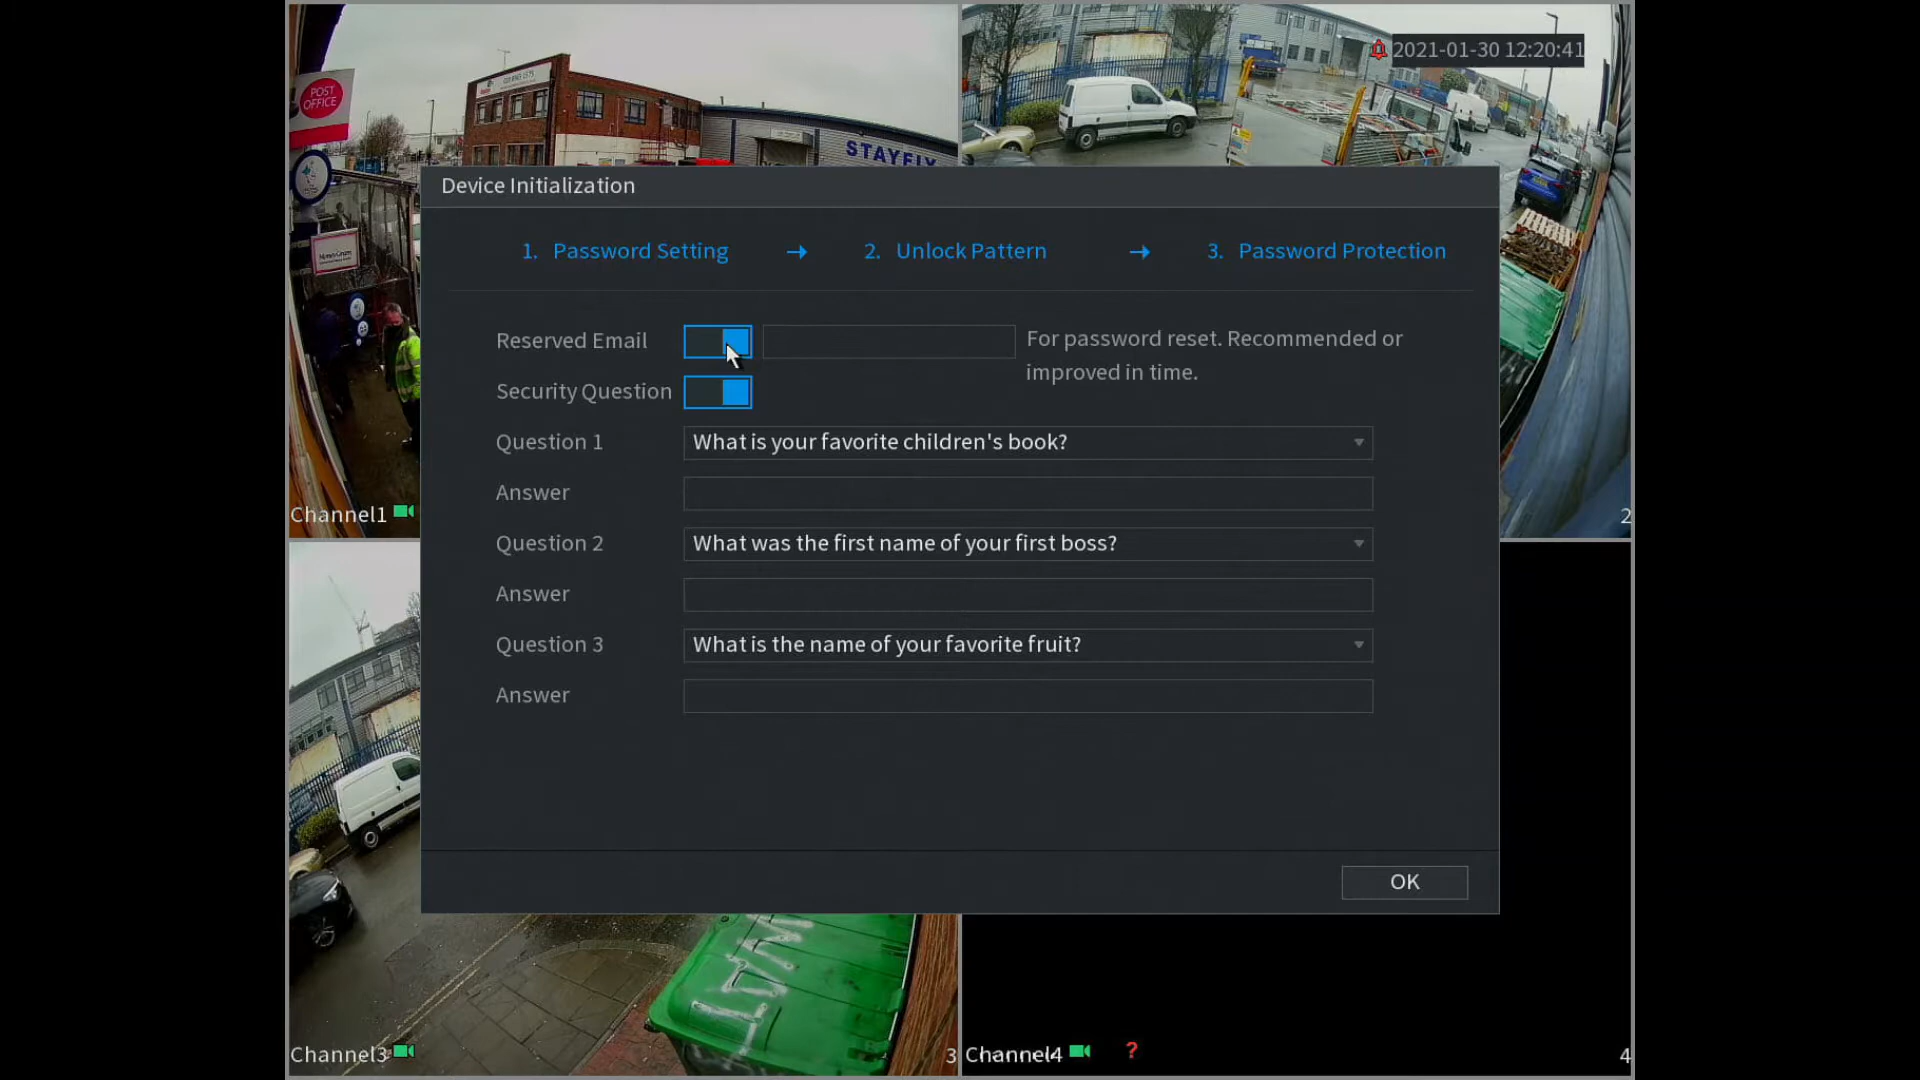 POST
OFFICE
STAYFLY
2021-01-30 12:20:41
Device Initialization
1. Password Setting → 2. Unlock Pattern → 3. Password Protection
Reserved Email
For password reset. Recommended or
improved in time.
Security Question
Question 1 What is your favorite children's book?
Answer
Question 2 What was the first name of your first boss?
Answer
Question 3 What is the name of your favorite fruit?
Answer
OK
Channel1
2
Channel3
3
Channel4
?
4